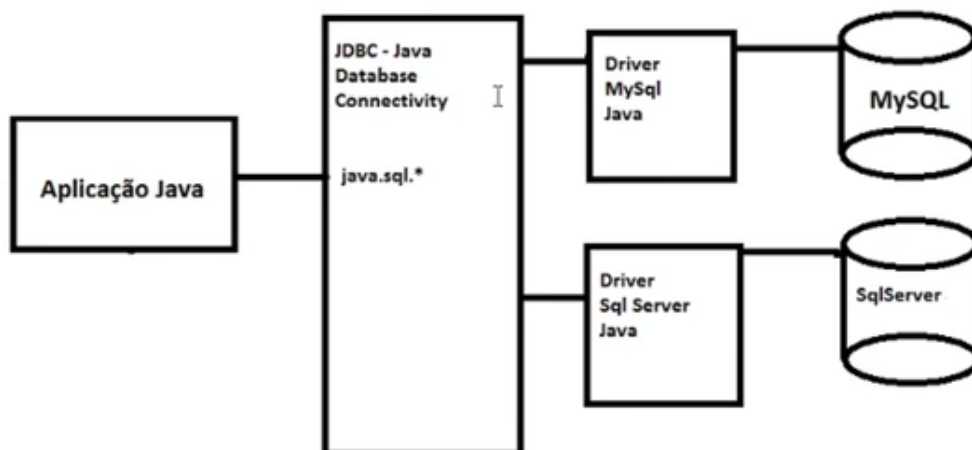 Aplicação Java
JDBC - Java
Database
Connectivity
java.sql.*
Driver
MySql
Java
MySQL
Driver
Sql Server
Java
SqlServer